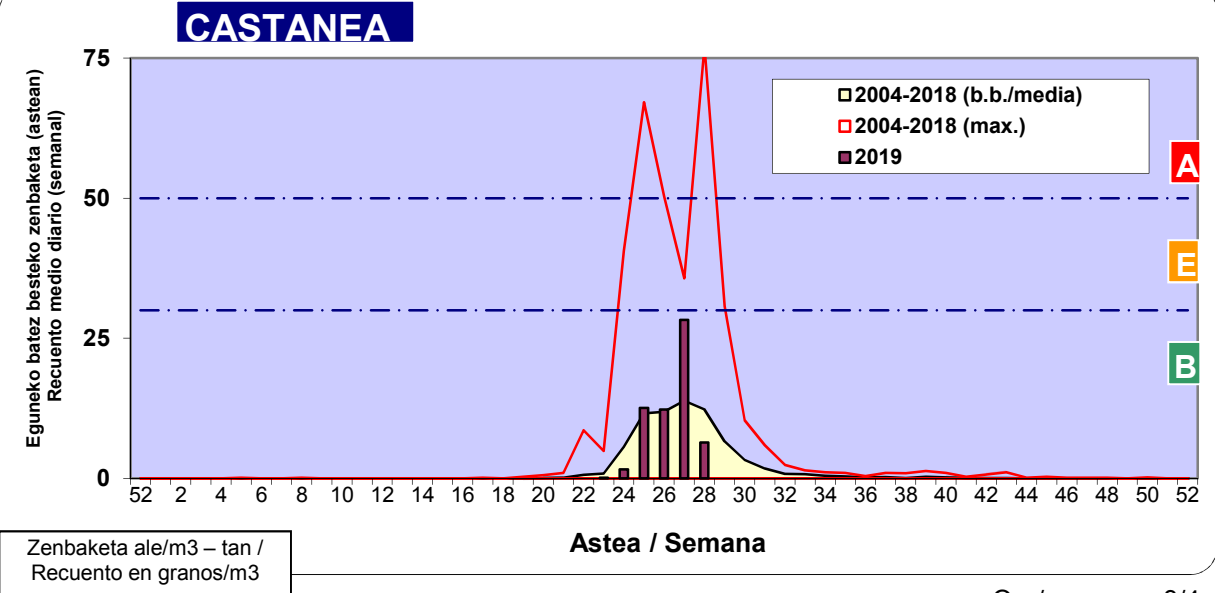 CASTANEA
Eguneko batez besteko zenbaketa (astean)
Recuento medio diario (semanal)
75
50
25
0
2004-2018 (b.b./media)
2004-2018 (max.)
2019
A
E
B
52 2 4 6 8 10 12 14 16 18 20 22 24 26 28 30 32 34 36 38 40 42 44 46 48 50 52
Astea / Semana
Zenbaketa ale/m3 – tan /
Recuento en granos/m3